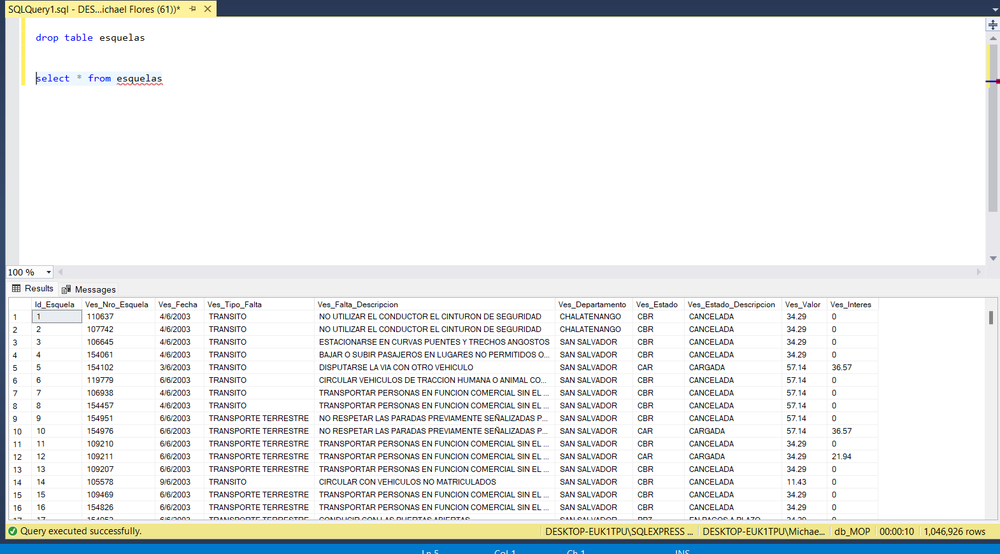 SQLQuery1.sql - DES...ichael Flores (61))*
drop table esquelas
select * from esquelas
100 %
Results Messages
Id_Esquela Ves_Nro_Esquela Ves_Fecha Ves_Tipo_Falta Ves_Falta_Descripcion Ves_Departamento Ves_Estado Ves_Estado_Descripcion Ves_Valor Ves_Interes
1 1 110637 4/6/2003 TRANSITO NO UTILIZAR EL CONDUCTOR EL CINTURON DE SEGURIDAD CHALATENANGO CBR CANCELADA 34.29 0
2 2 107742 4/6/2003 TRANSITO NO UTILIZAR EL CONDUCTOR EL CINTURON DE SEGURIDAD CHALATENANGO CBR CANCELADA 34.29 0
3 3 106645 4/6/2003 TRANSITO ESTACIONARSE EN CURVAS PUENTES Y TRECHOS ANGOSTOS SAN SALVADOR CBR CANCELADA 34.29 0
4 4 154061 4/6/2003 TRANSITO BAJAR O SUBIR PASAJEROS EN LUGARES NO PERMITIDOS O... SAN SALVADOR CBR CANCELADA 34.29 0
5 5 154102 3/6/2003 TRANSITO DISPUTARSE LA VIA CON OTRO VEHICULO SAN SALVADOR CAR CARGADA 57.14 36.57
6 6 119779 6/6/2003 TRANSITO CIRCULAR VEHICULOS DE TRACCION HUMANA O ANIMAL CO... SAN SALVADOR CBR CANCELADA 57.14 0
7 7 106938 4/6/2003 TRANSITO TRANSPORTAR PERSONAS EN FUNCION COMERCIAL SIN EL ... SAN SALVADOR CBR CANCELADA 57.14 0
8 8 154457 4/6/2003 TRANSITO TRANSPORTAR PERSONAS EN FUNCION COMERCIAL SIN EL ... SAN SALVADOR CBR CANCELADA 57.14 0
9 9 154951 6/6/2003 TRANSPORTE TERRESTRE NO RESPETAR LAS PARADAS PREVIAMENTE SEÑALIZADAS P... SAN SALVADOR CBR CANCELADA 57.14 0
10 10 154976 6/6/2003 TRANSPORTE TERRESTRE NO RESPETAR LAS PARADAS PREVIAMENTE SEÑALIZADAS P... SAN SALVADOR CAR CARGADA 57.14 36.57
11 11 109210 6/6/2003 TRANSPORTE TERRESTRE TRANSPORTAR PERSONAS EN FUNCION COMERCIAL SIN EL ... SAN SALVADOR CBR CANCELADA 34.29 0
12 12 109211 6/6/2003 TRANSPORTE TERRESTRE TRANSPORTAR PERSONAS EN FUNCION COMERCIAL SIN EL ... SAN SALVADOR CAR CARGADA 34.29 21.94
13 13 109207 6/6/2003 TRANSPORTE TERRESTRE TRANSPORTAR PERSONAS EN FUNCION COMERCIAL SIN EL ... SAN SALVADOR CBR CANCELADA 34.29 0
14 14 105578 9/6/2003 TRANSITO CIRCULAR CON VEHICULOS NO MATRICULADOS SAN SALVADOR CBR CANCELADA 11.43 0
15 15 109469 6/6/2003 TRANSPORTE TERRESTRE TRANSPORTAR PERSONAS EN FUNCION COMERCIAL SIN EL ... SAN SALVADOR CBR CANCELADA 34.29 0
16 16 154826 6/6/2003 TRANSPORTE TERRESTRE TRANSPORTAR PERSONAS EN FUNCION COMERCIAL SIN EL ... SAN SALVADOR CBR CANCELADA 34.29 0
Query executed successfully. DESKTOP-EUK1TPU\SQLEXPRESS ... DESKTOP-EUK1TPU\Michae... db_MOP 00:00:10 1,046,926 rows
Ln 5 Col 1 Ch 1 INS